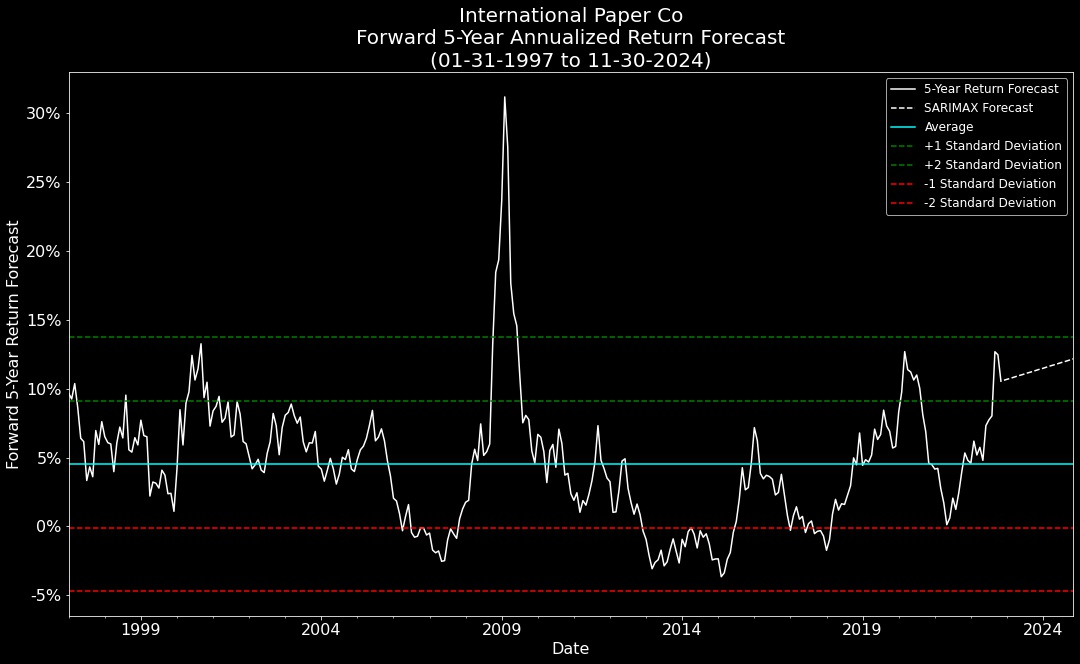 International Paper Co
Forward 5-Year Annualized Return Forecast
(01-31-1997 to 11-30-2024)
5-Year Return Forecast
SARIMAX Forecast
Average
+1 Standard Deviation
+2 Standard Deviation
-1 Standard Deviation
-2 Standard Deviation
Forward 5-Year Return Forecast
30%
25%
20%
15%
10%
5%
0%
-5%
1999 2004 2009 2014 2019 2024
Date